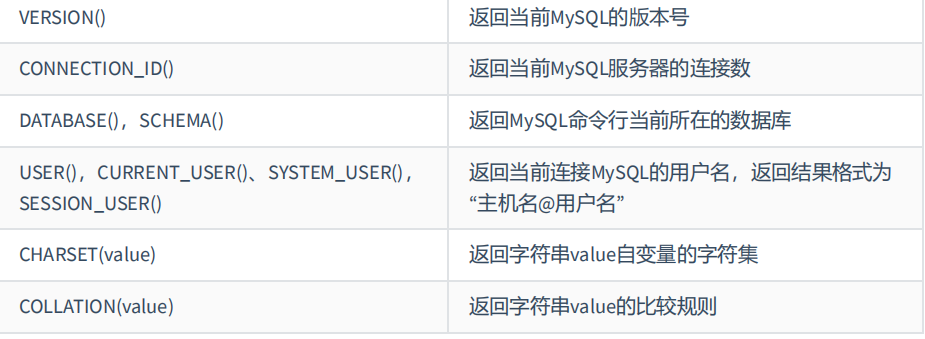 VERSION() 返回当前MySQL的版本号
CONNECTION_ID() 返回当前MySQL服务器的连接数
DATABASE()，SCHEMA() 返回MySQL命令行当前所在的数据库
USER()，CURRENT_USER()、SYSTEM_USER()，
SESSION_USER()
返回当前连接MySQL的用户名，返回结果格式为
“主机名@用户名”
CHARSET(value) 返回字符串value自变量的字符集
COLLATION(value) 返回字符串value的比较规则